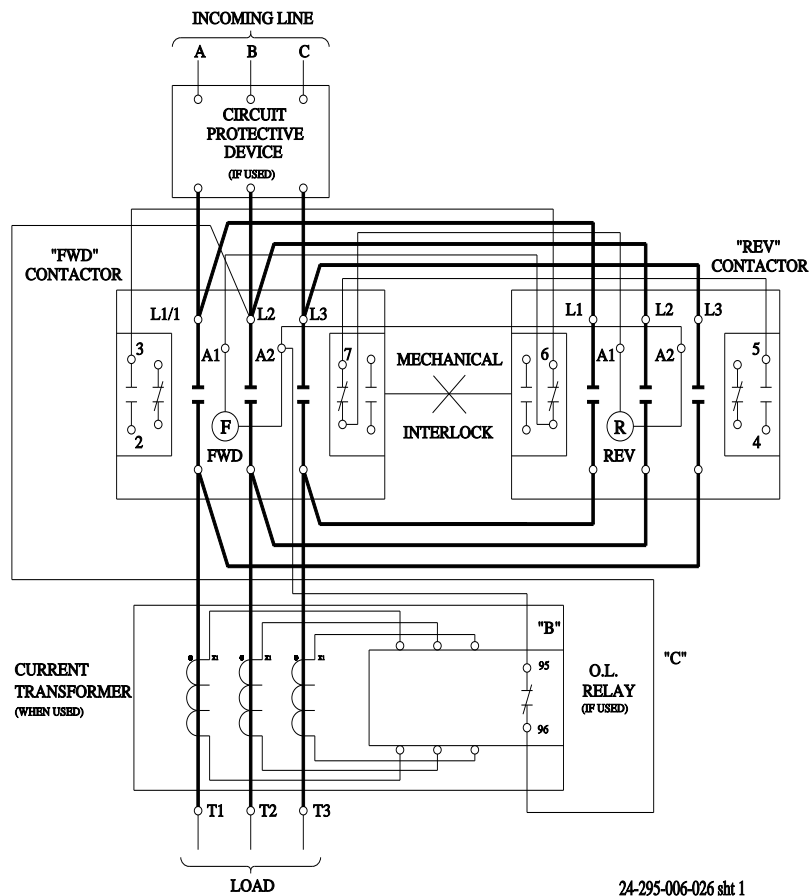 INCOMING LINE
A B C
CIRCUIT
PROTECTIVE
DEVICE
(IF USED)
"FWD"
CONTACTOR
"REV"
CONTACTOR
L1/1 L2 L3 L1 L2 L3
3 A1 A2 7 MECHANICAL 6 A1 A2 5
F R
2 FWD INTERLOCK REV 4
"B"
CURRENT
TRANSFORMER
(WHEN USED)
X1 X1 X1
95
96
O.L.
RELAY
(IF USED)
"C"
T1 T2 T3
LOAD
24-295-006-026 sht 1